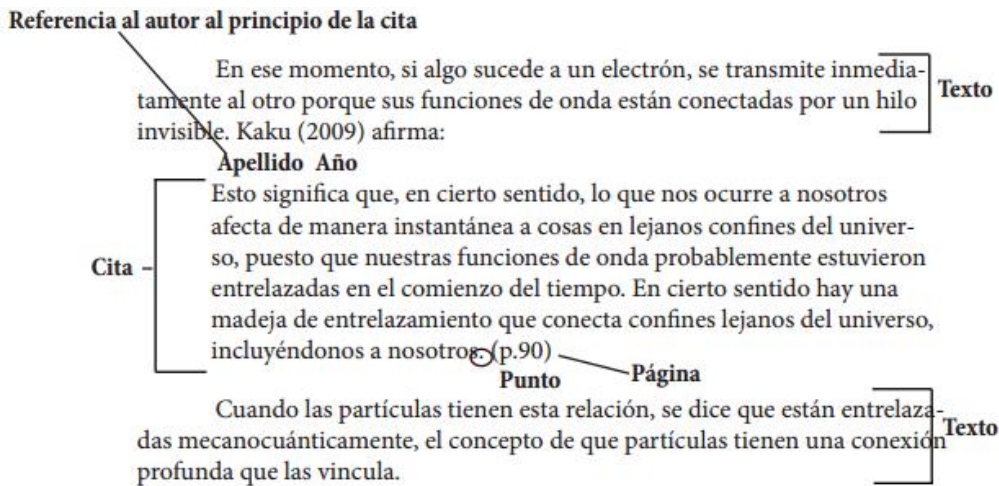 Referencia al autor al principio de la cita
En ese momento, si algo sucede a un electrón, se transmite inmedia-
tamente al otro porque sus funciones de onda están conectadas por un hilo
invisible. Kaku (2009) afirma:
Texto
Apellido Año
Esto significa que, en cierto sentido, lo que nos ocurre a nosotros
afecta de manera instantánea a cosas en lejanos confines del univer-
so, puesto que nuestras funciones de onda probablemente estuvieron
entrelazadas en el comienzo del tiempo. En cierto sentido hay una
madeja de entrelazamiento que conecta confines lejanos del universo,
incluyéndonos a nosotros. (p.90)
Cita
Punto
Página
Cuando las partículas tienen esta relación, se dice que están entrelaza-
das mecanocuánticamente, el concepto de que partículas tienen una conexión
profunda que las vincula.
Texto